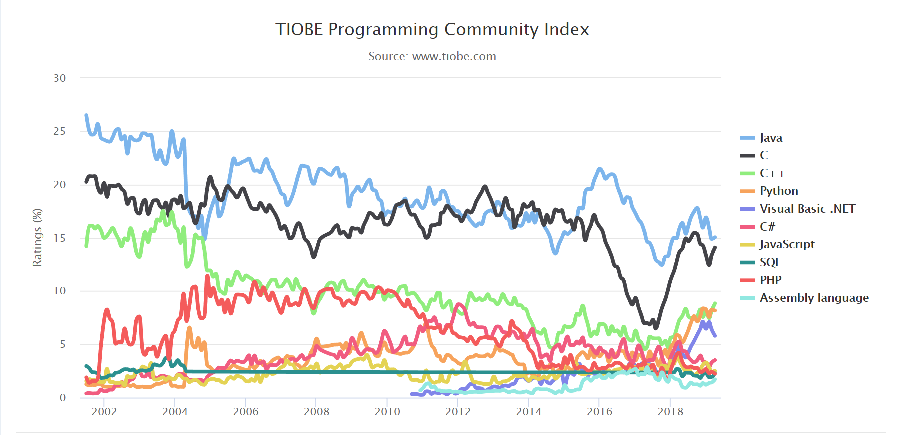 TIOBE Programming Community Index
Source: www.tiobe.com
30
25
20
15
10
5
0
Ratings (%)
2002 2004 2006 2008 2010 2012 2014 2016 2018
Java
C
C++
Python
Visual Basic .NET
C#
JavaScript
SQL
PHP
Assembly language